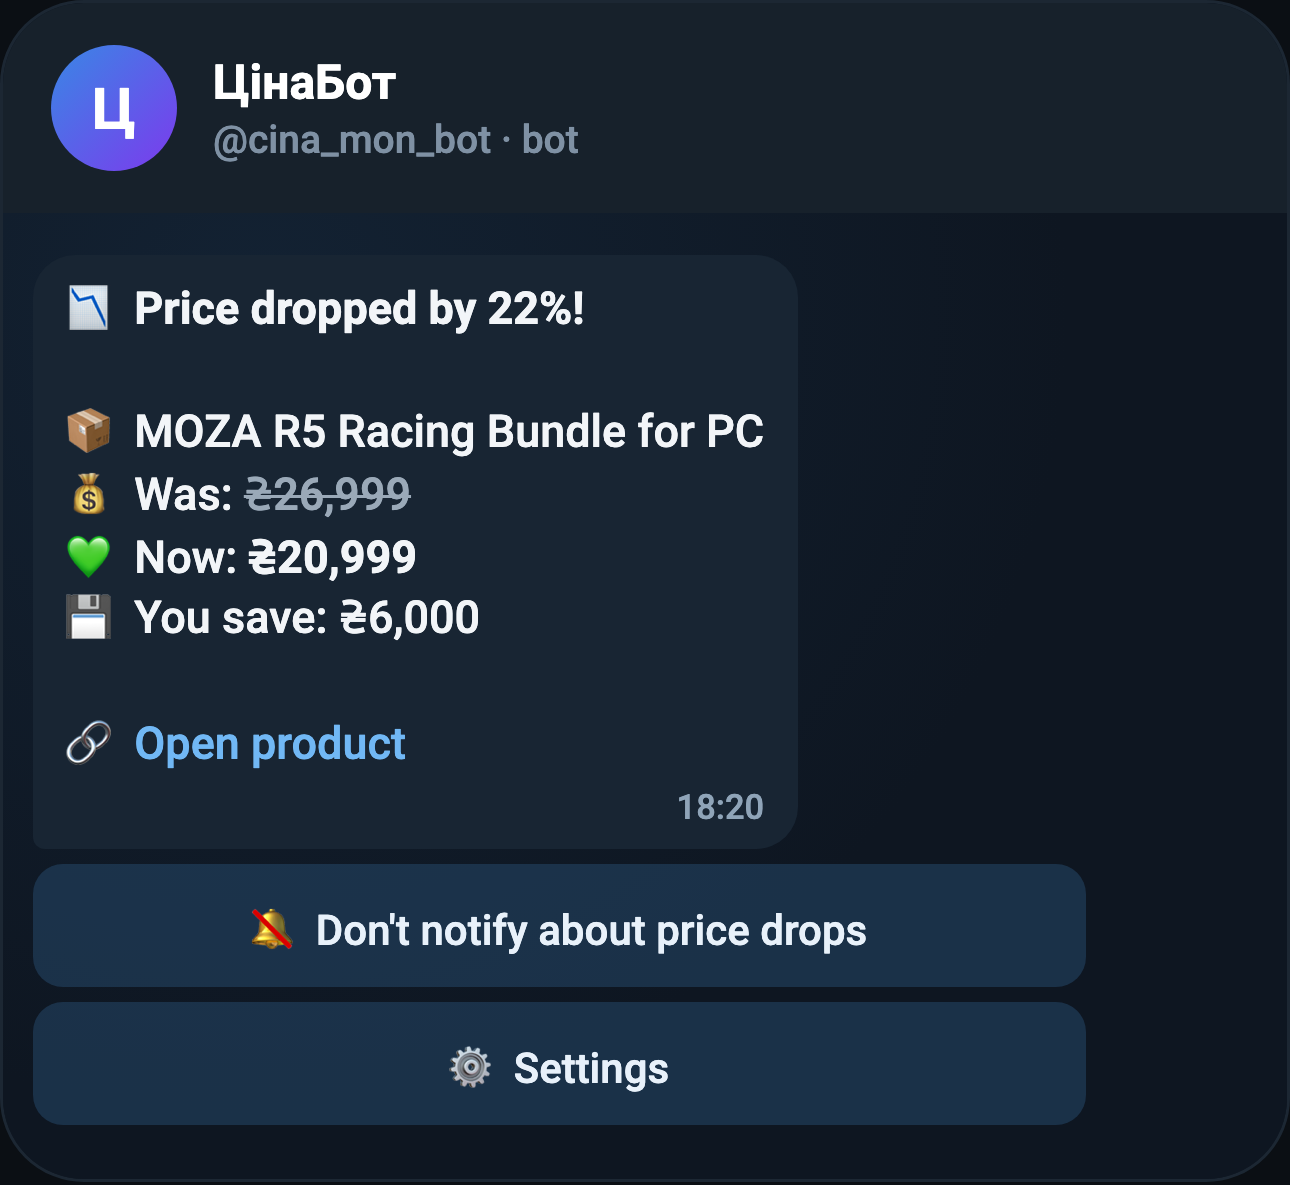 Ц
ЦінаБот
@cina_mon_bot · bot
Price dropped by 22%!
MOZA R5 Racing Bundle for PC
Was: ₴26,999
Now: ₴20,999
You save: ₴6,000
Open product
18:20
Don't notify about price drops
Settings